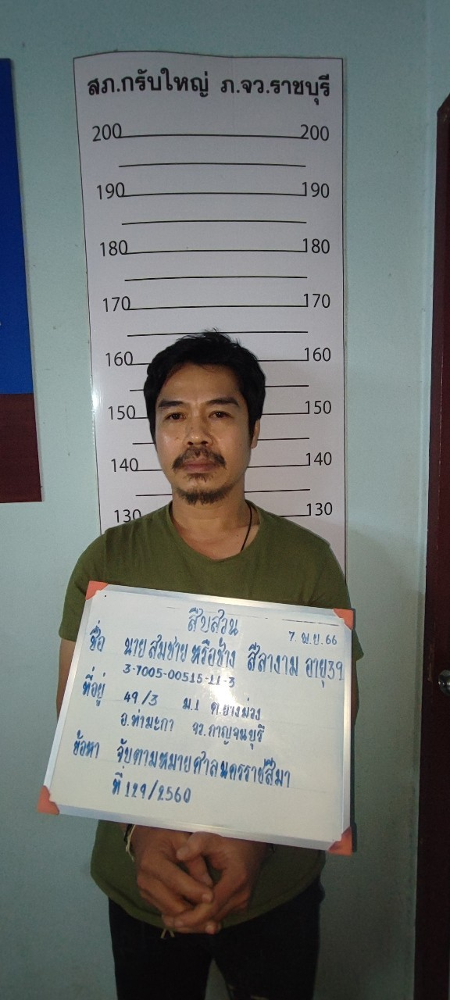 สภ.กรับใหญ่ ภ.จว.ราชบุรี
200 200
190 190
180 180
170 170
160 160
150 150
140 140
130 130
สืบสวน
7 พ.ย. 66
ชื่อ นาย สมชาย หรือช้าง สีลางาม อายุ39
3-7005-00515-11-3
ที่อยู่ 49/3 ม.1 ต.ยางม่วง
อ.ท่ามะกา จว.กาญจนบุรี
ข้อหา จับตามหมายศาลนครราชสีมา
ที่ 129/2560